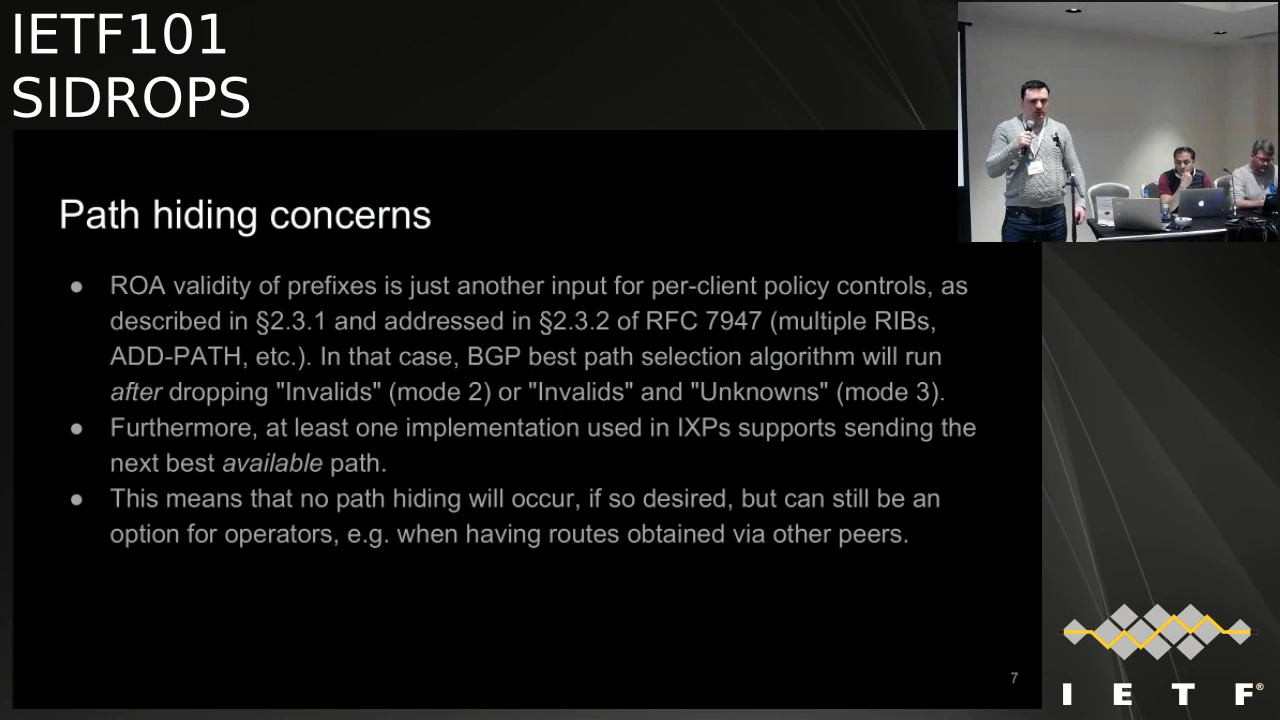 IETF101
SIDROPS
Path hiding concerns
● ROA validity of prefixes is just another input for per-client policy controls, as
described in §2.3.1 and addressed in §2.3.2 of RFC 7947 (multiple RIBs,
ADD-PATH, etc.). In that case, BGP best path selection algorithm will run
after dropping "Invalids" (mode 2) or "Invalids" and "Unknowns" (mode 3).
● Furthermore, at least one implementation used in IXPs supports sending the
next best available path.
● This means that no path hiding will occur, if so desired, but can still be an
option for operators, e.g. when having routes obtained via other peers.
7
I E T F®